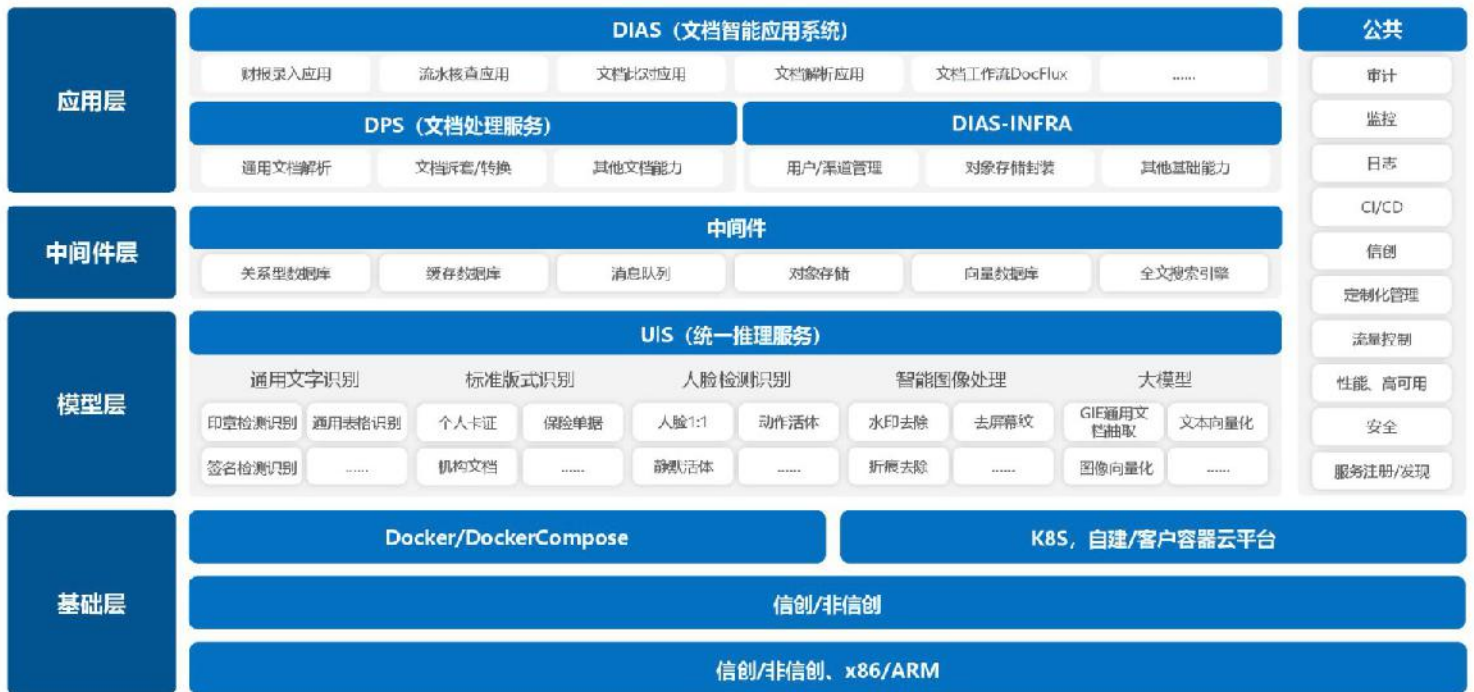 应用层
DIAS（文档智能应用系统）
财报录入应用 流水核查应用 文档比对应用 文档解析应用 文档工作流DocFlux ......
DPS（文档处理服务） DIAS-INFRA
通用文档解析 文档拆套/转换 其他文档能力 用户/渠道管理 对象存储封装 其他基础能力
中间件层
中间件
关系型数据库 缓存数据库 消息队列 对象存储 向量数据库 全文搜索引擎
模型层
UIS（统一推理服务）
通用文字识别 标准版式识别 人脸检测识别 智能图像处理 大模型
印章检测识别 通用表格识别 个人卡证 保险单据 人脸1:1 动作活体 水印去除 去屏幕纹 GIE通用文
档抽取 文本向量化
签名检测识别 ...... 机构文档 ...... 静默活体 ...... 折痕去除 ...... 图像向量化 ......
公共
审计
监控
日志
CI/CD
信创
定制化管理
流量控制
性能、高可用
安全
服务注册/发现
基础层
Docker/DockerCompose K8S，自建/客户容器云平台
信创/非信创
信创/非信创、x86/ARM